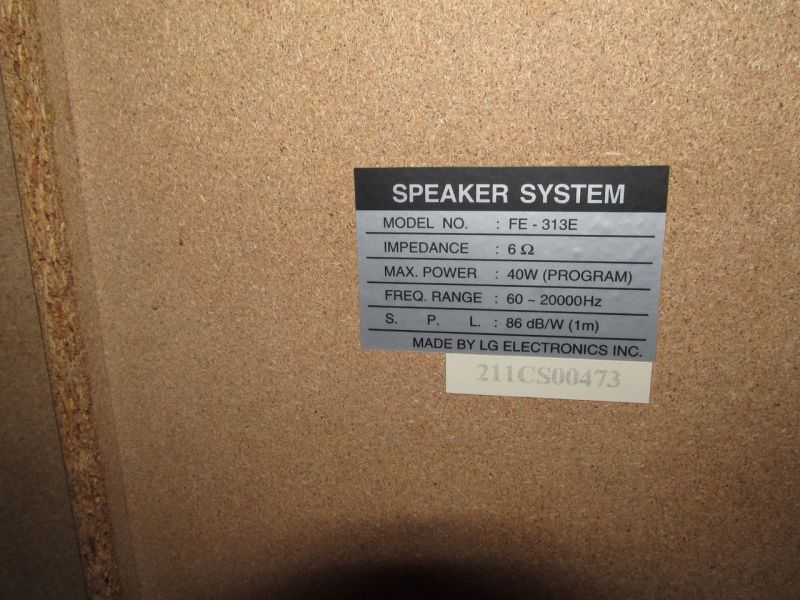 SPEAKER SYSTEM
MODEL NO. : FE - 313E
IMPEDANCE : 6 Ω
MAX. POWER : 40W (PROGRAM)
FREQ. RANGE : 60 ~ 20000Hz
S. P. L. : 86 dB/W (1m)
MADE BY LG ELECTRONICS INC.
211CS00473